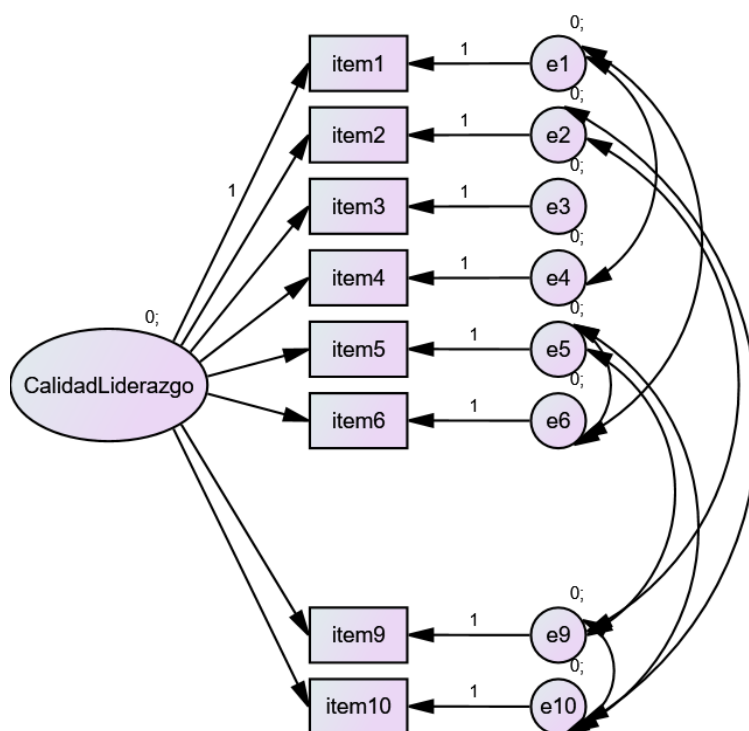 0;
item1
1
e1
0;
item2
1
e2
0;
1
item3
1
e3
0;
item4
1
e4
0;
0;
item5
1
e5
CalidadLiderazgo
0;
item6
1
e6
0;
item9
1
e9
0;
item10
1
e10